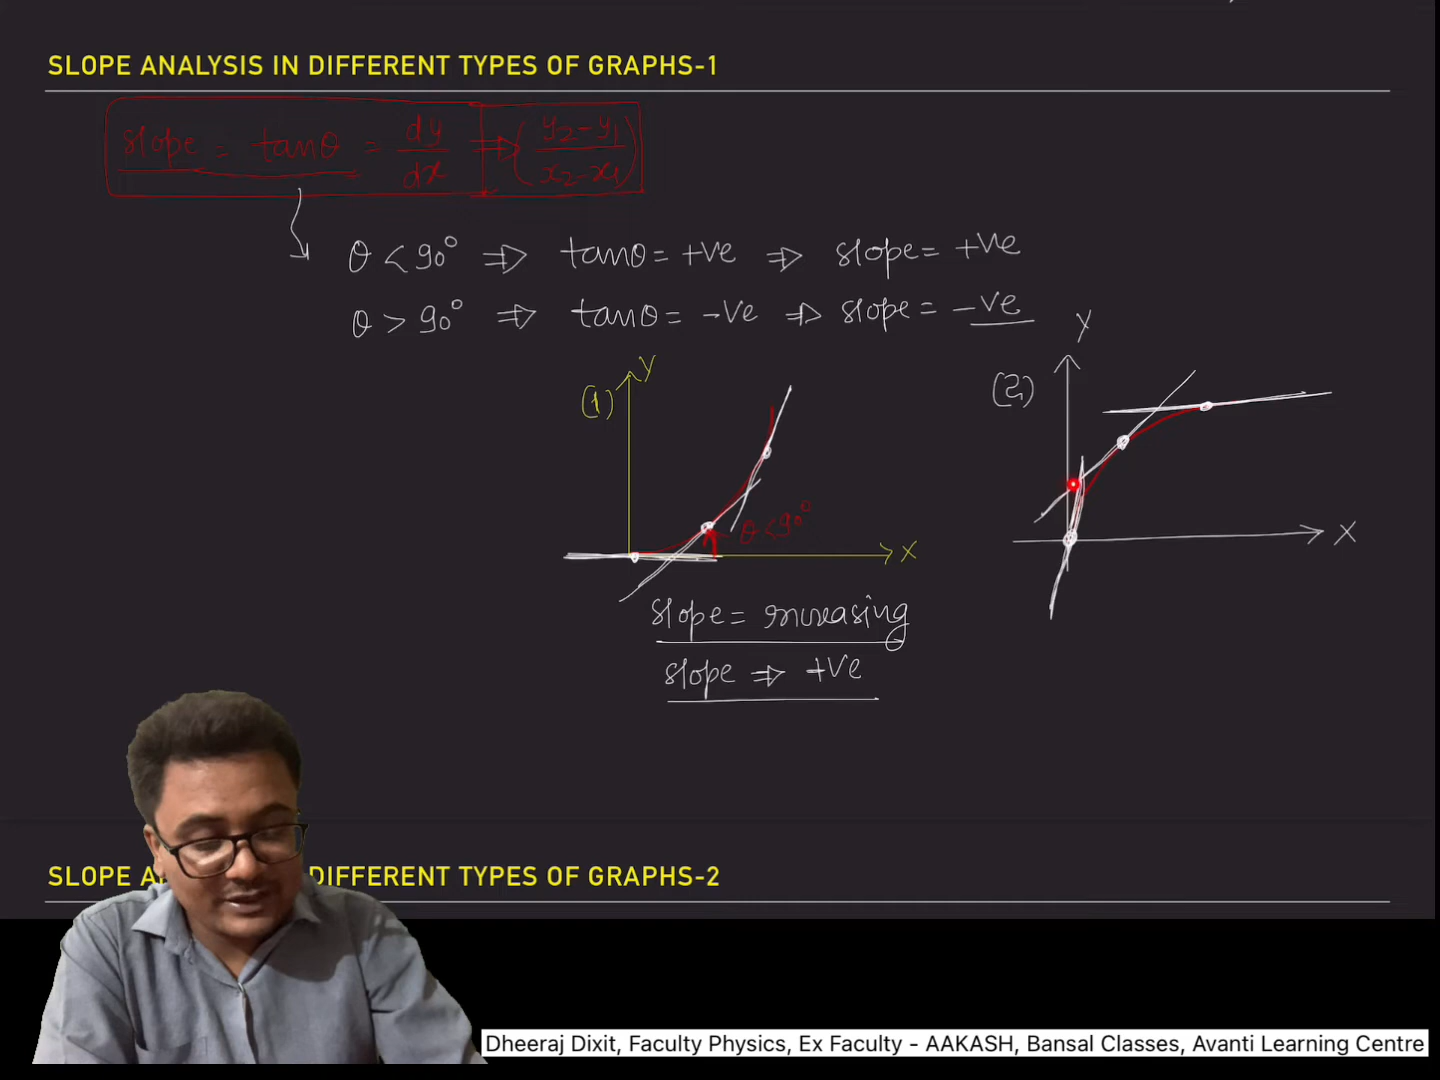 SLOPE ANALYSIS IN DIFFERENT TYPES OF GRAPHS-1
slope = tanθ = dy/dx ⇒ (y2-y1/x2-x1)
θ < 90° ⇒ tanθ = +ve ⇒ slope = +ve
θ > 90° ⇒ tanθ = -ve ⇒ slope = -ve
(1) Y
θ < 90°
X
slope = increasing
slope ⇒ +ve
(2) Y
X
SLOPE A DIFFERENT TYPES OF GRAPHS-2
Dheeraj Dixit, Faculty Physics, Ex Faculty - AAKASH, Bansal Classes, Avanti Learning Centre